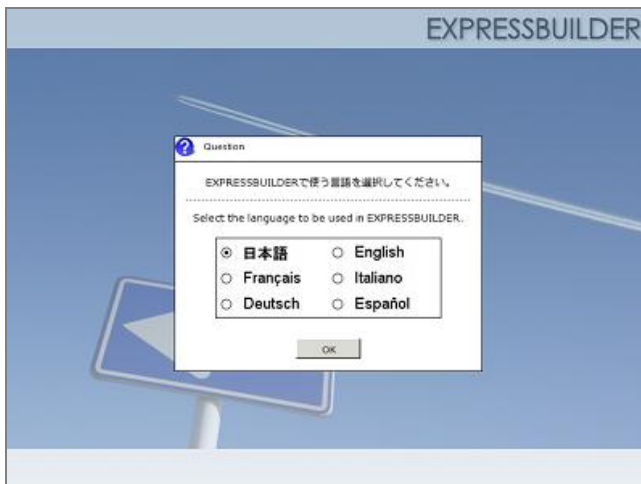 EXPRESSBUILDER
Question
EXPRESSBUILDERで使う言語を選択してください。
Select the language to be used in EXPRESSBUILDER.
日本語 English
Français Italiano
Deutsch Español
OK